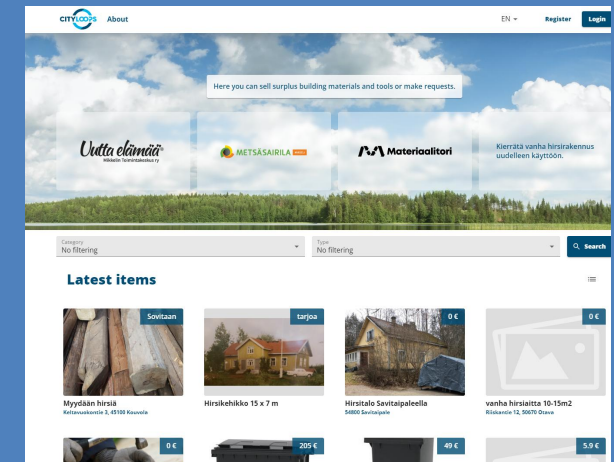 CITYLOOPS
About
EN
Register
Login
Here you can sell surplus building materials and tools or make requests.
Uutta elämää
Mikkelin Toimintakeskus ry
METSÄSAIRILA
Materiaalitori
Kierrätä vanha hirsirakennus
uudelleen käyttöön.
Category
No filtering
Type
No filtering
Search
Latest items
Sovitaan
tarjoa
0 €
0 €
Myydään hirsiä
Keltavuokontie 3, 45100 Kouvola
Hirsikehikko 15 x 7 m
Hirsitalo Savitaipaleella
54800 Savitaipale
vanha hirsiaitta 10-15m2
Riiskantie 12, 50670 Otava
0 €
205 €
49 €
5.9 €